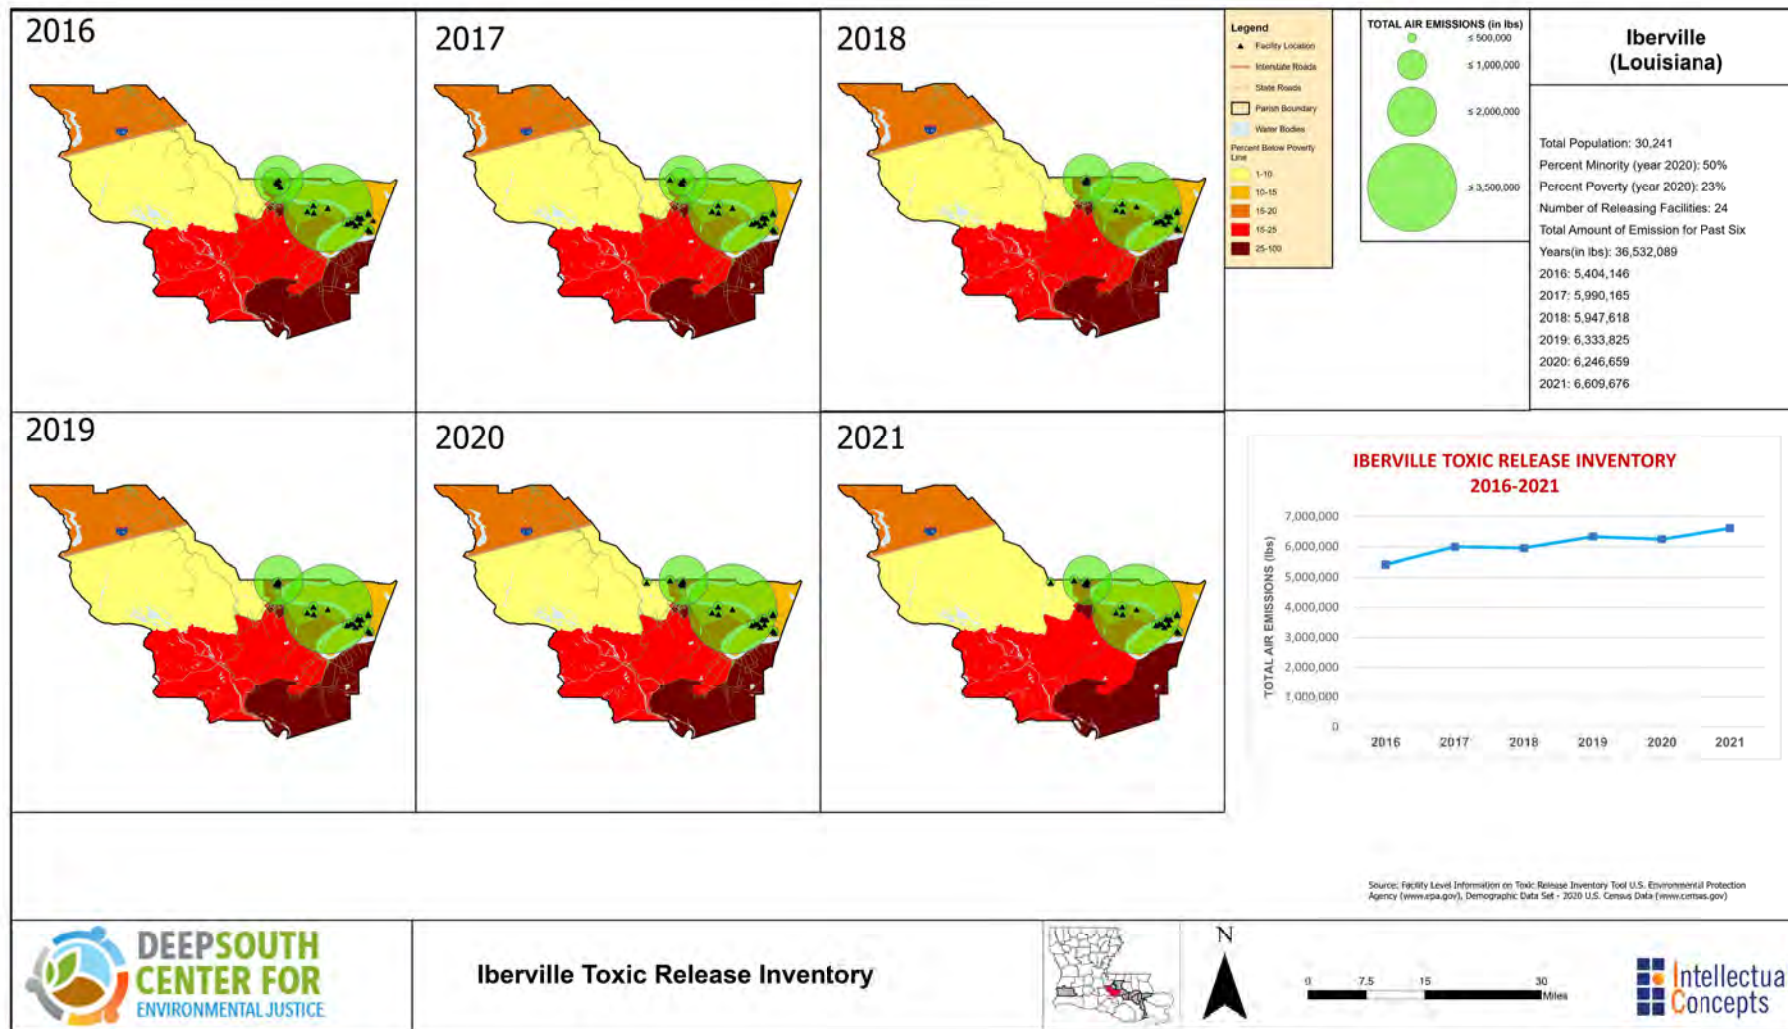 2016
2017
2018
Legend
Facility Location
Interstate Roads
State Roads
Parish Boundary
Water Bodies
Percent Below Poverty
Line
1-10
10-15
15-20
15-25
25-100
TOTAL AIR EMISSIONS (in lbs)
≤ 500,000
≤ 1,000,000
≤ 2,000,000
≤ 3,500,000
Iberville
(Louisiana)
Total Population: 30,241
Percent Minority (year 2020): 50%
Percent Poverty (year 2020): 23%
Number of Releasing Facilities: 24
Total Amount of Emission for Past Six
Years(in lbs): 36,532,089
2016: 5,404,146
2017: 5,990,165
2018: 5,947,618
2019: 6,333,825
2020: 6,246,659
2021: 6,609,676
2019
2020
2021
IBERVILLE TOXIC RELEASE INVENTORY
2016-2021
TOTAL AIR EMISSIONS (lbs)
7,000,000
6,000,000
5,000,000
4,000,000
3,000,000
2,000,000
1,000,000
0
2016 2017 2018 2019 2020 2021
Source: Facility Level Information on Toxic Release Inventory Tool U.S. Environmental Protection
Agency (www.epa.gov), Demographic Data Set - 2020 U.S. Census Data (www.census.gov)
DEEPSOUTH
CENTER FOR
ENVIRONMENTAL JUSTICE
Iberville Toxic Release Inventory
N
0 7.5 15 30
Miles
Intellectua
Concepts